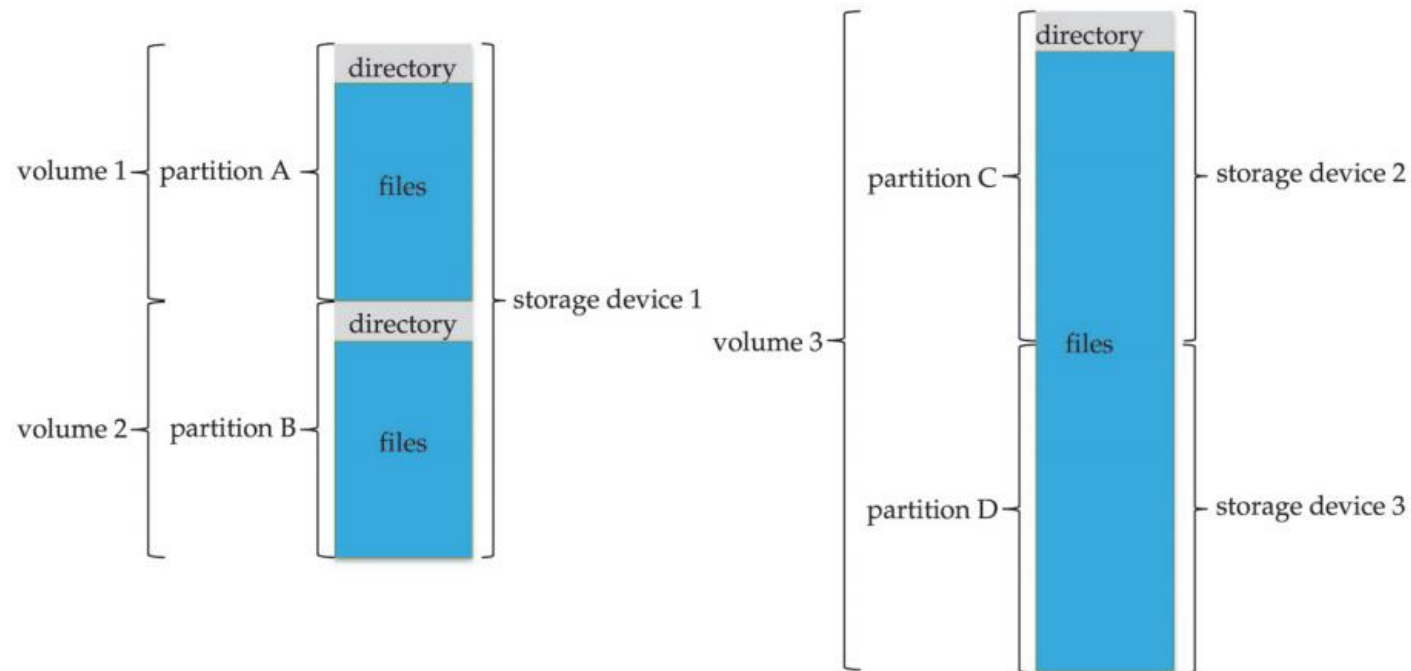 directory
volume 1
partition A
files
storage device 1
directory
volume 2
partition B
files
directory
partition C
storage device 2
volume 3
files
partition D
storage device 3